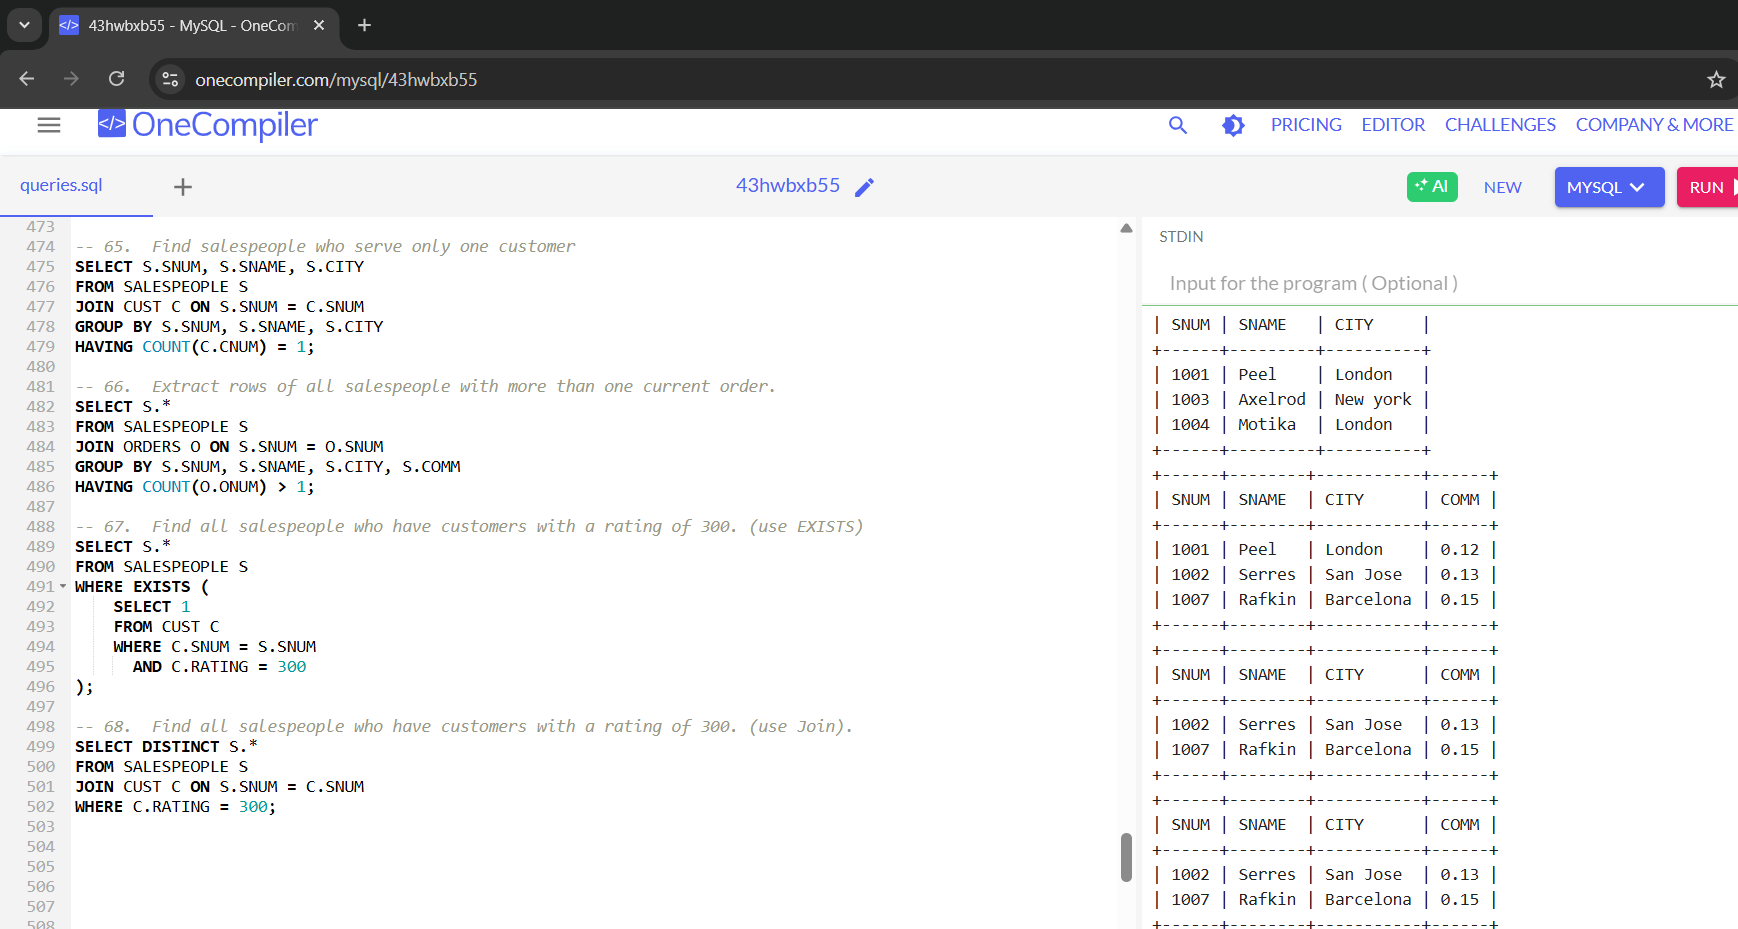 43hwbxb55 - MySQL - OneCom
onecompiler.com/mysql/43hwbxb55
</> OneCompiler
PRICING EDITOR CHALLENGES COMPANY & MORE
queries.sql
43hwbxb55
AI NEW MYSQL RUN
473
474 -- 65.  Find salespeople who serve only one customer
475 SELECT S.SNUM, S.SNAME, S.CITY
476 FROM SALESPEOPLE S
477 JOIN CUST C ON S.SNUM = C.SNUM
478 GROUP BY S.SNUM, S.SNAME, S.CITY
479 HAVING COUNT(C.CNUM) = 1;
480
481 -- 66.  Extract rows of all salespeople with more than one current order.
482 SELECT S.*
483 FROM SALESPEOPLE S
484 JOIN ORDERS O ON S.SNUM = O.SNUM
485 GROUP BY S.SNUM, S.SNAME, S.CITY, S.COMM
486 HAVING COUNT(O.ONUM) > 1;
487
488 -- 67.  Find all salespeople who have customers with a rating of 300. (use EXISTS)
489 SELECT S.*
490 FROM SALESPEOPLE S
491 WHERE EXISTS (
492     SELECT 1
493     FROM CUST C
494     WHERE C.SNUM = S.SNUM
495       AND C.RATING = 300
496 );
497
498 -- 68.  Find all salespeople who have customers with a rating of 300. (use Join).
499 SELECT DISTINCT S.*
500 FROM SALESPEOPLE S
501 JOIN CUST C ON S.SNUM = C.SNUM
502 WHERE C.RATING = 300;
503
504
505
506
507
508
STDIN
Input for the program ( Optional )
| SNUM | SNAME   | CITY     |
+------+---------+----------+
| 1001 | Peel    | London   |
| 1003 | Axelrod | New york |
| 1004 | Motika  | London   |
+------+---------+----------+
+------+--------+-----------+------+
| SNUM | SNAME  | CITY      | COMM |
+------+--------+-----------+------+
| 1001 | Peel   | London    | 0.12 |
| 1002 | Serres | San Jose  | 0.13 |
| 1007 | Rafkin | Barcelona | 0.15 |
+------+--------+-----------+------+
+------+--------+-----------+------+
| SNUM | SNAME  | CITY      | COMM |
+------+--------+-----------+------+
| 1002 | Serres | San Jose  | 0.13 |
| 1007 | Rafkin | Barcelona | 0.15 |
+------+--------+-----------+------+
+------+--------+-----------+------+
| SNUM | SNAME  | CITY      | COMM |
+------+--------+-----------+------+
| 1002 | Serres | San Jose  | 0.13 |
| 1007 | Rafkin | Barcelona | 0.15 |
+------+--------+-----------+------+